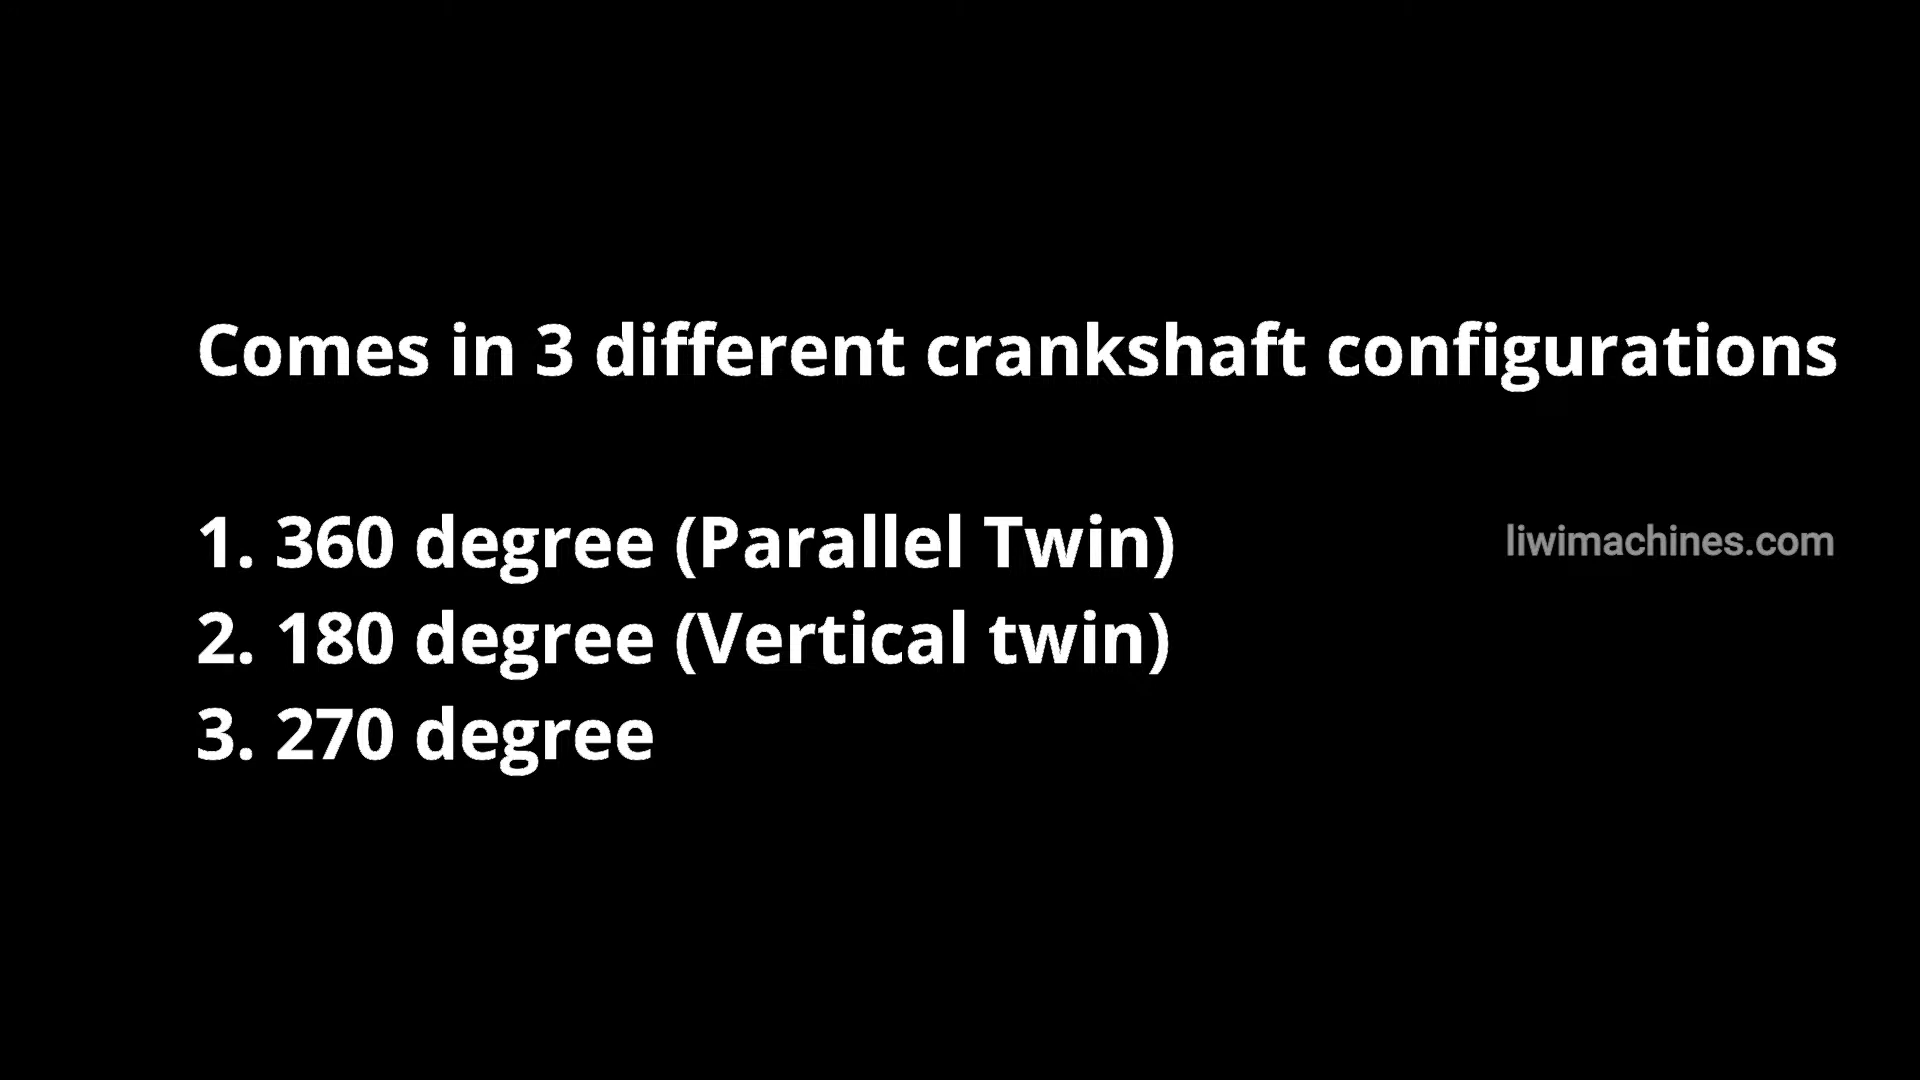 Comes in 3 different crankshaft configurations
1. 360 degree (Parallel Twin)
liwimachines.com
2. 180 degree (Vertical twin)
3. 270 degree